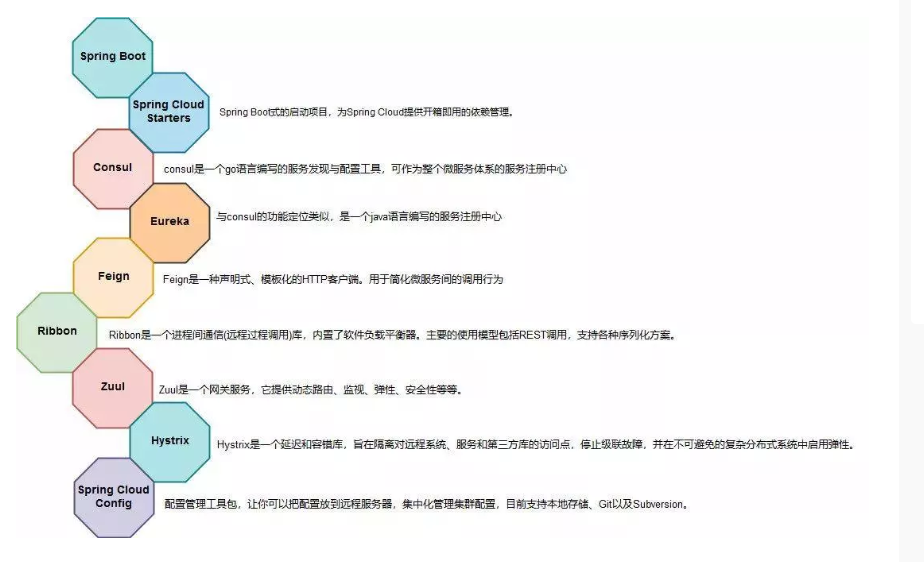 Spring Boot
Spring Cloud
Starters
Spring Boot式的启动项目，为Spring Cloud提供开箱即用的依赖管理。
Consul
consul是一个go语言编写的服务发现与配置工具，可作为整个微服务体系的服务注册中心
Eureka
与consul的功能定位类似，是一个java语言编写的服务注册中心
Feign
Feign是一种声明式、模板化的HTTP客户端。用于简化微服务间的调用行为
Ribbon
Ribbon是一个进程间通信(远程过程调用)库，内置了软件负载平衡器。主要的使用模型包括REST调用，支持各种序列化方案。
Zuul
Zuul是一个网关服务，它提供动态路由、监视、弹性、安全性等等。
Hystrix
Hystrix是一个延迟和容错库，旨在隔离对远程系统、服务和第三方库的访问点，停止级联故障，并在不可避免的复杂分布式系统中启用弹性。
Spring Cloud
Config
配置管理工具包，让你可以把配置放到远程服务器，集中化管理集群配置，目前支持本地存储、Git以及Subversion。